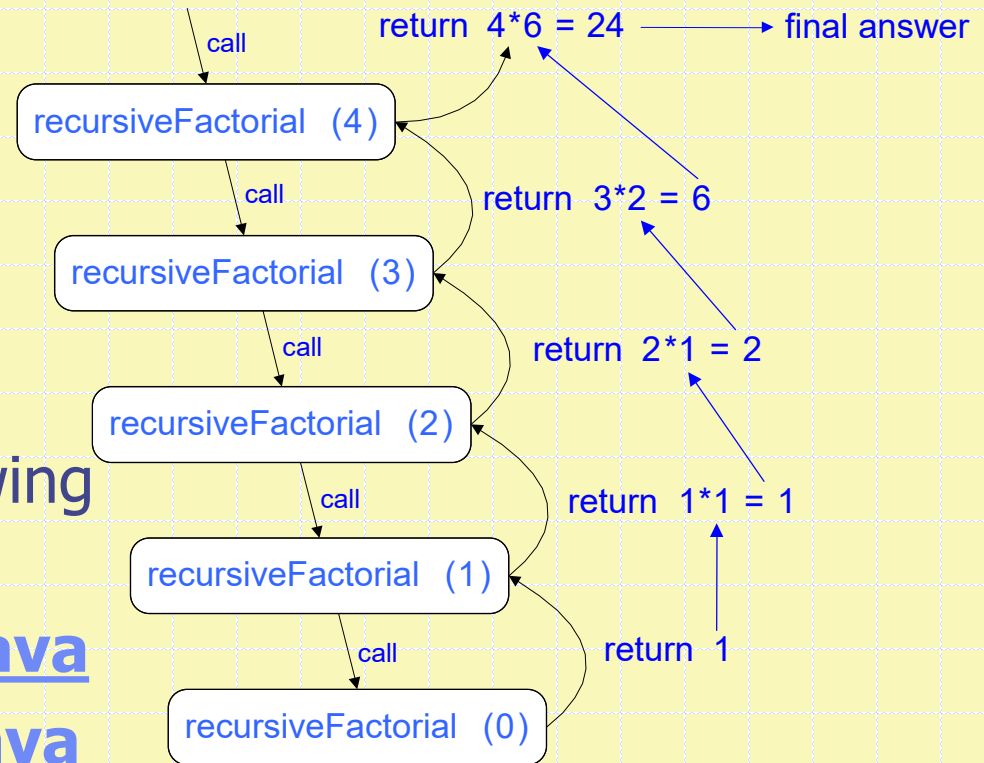 return 4*6 = 24
final answer
call
recursiveFactorial (4)
call
return 3*2 = 6
recursiveFactorial (3)
call
return 2*1 = 2
recursiveFactorial (2)
call
return 1*1 = 1
recursiveFactorial (1)
call
return 1
recursiveFactorial (0)